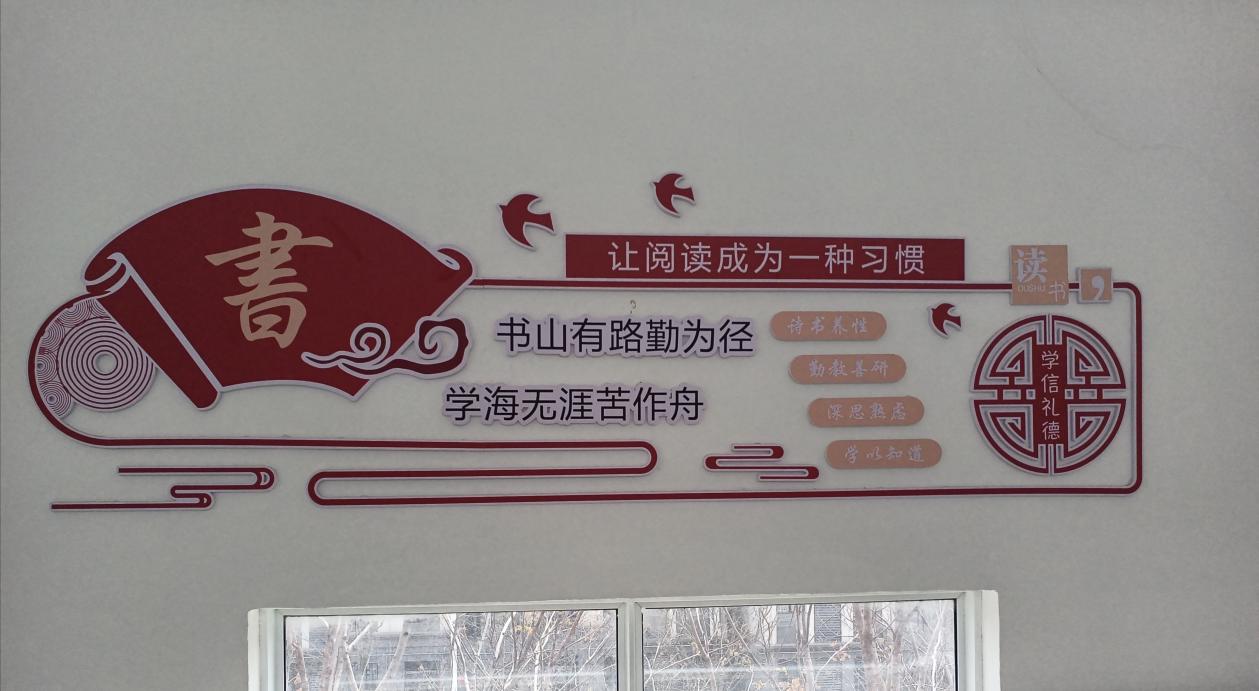 書
让阅读成为一种习惯
读
DUSHU
书
，
书山有路勤为径
学海无涯苦作舟
诗书养性
勤教善研
深思熟虑
学以知道
学信礼德